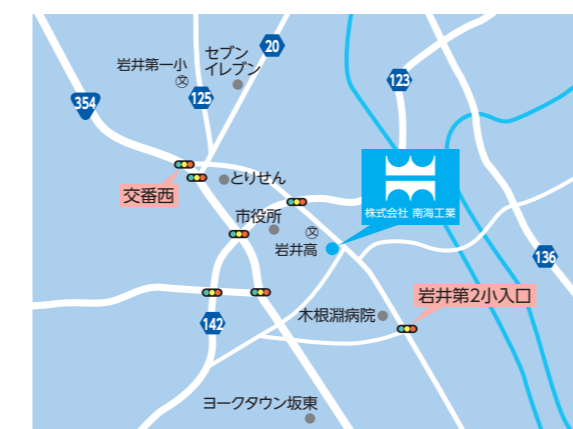 セブン
イレブン
20
岩井第一小
文
125
123
354
交番西
とりせん
株式会社 南海工業
市役所
文
岩井高
136
岩井第2小入口
142
木根淵病院
ヨークタウン坂東